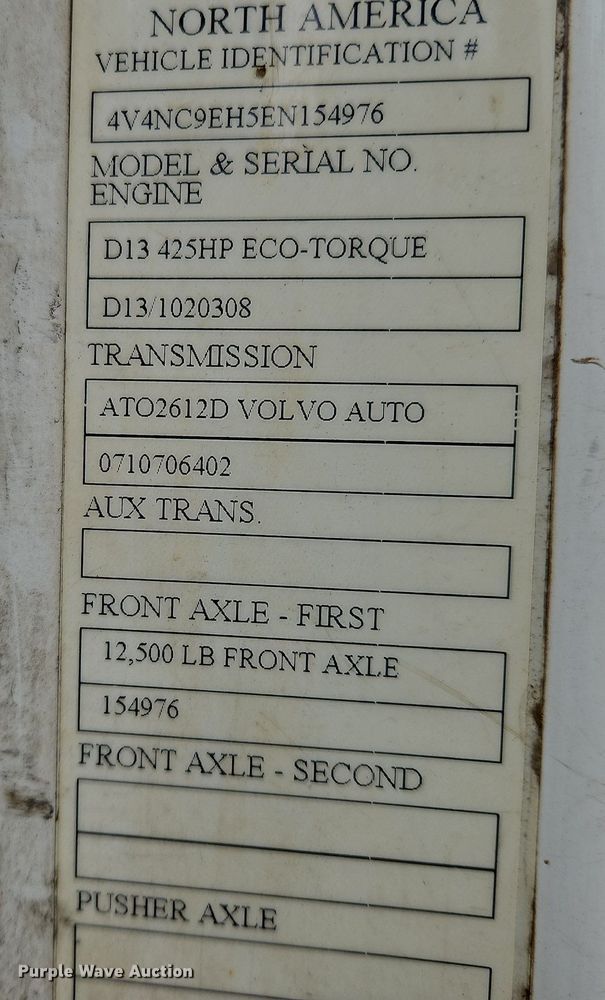 NORTH AMERICA
VEHICLE IDENTIFICATION #
4V4NC9EH5EN154976
MODEL & SERIAL NO.
ENGINE
D13 425HP ECO-TORQUE
D13/1020308
TRANSMISSION
ATO2612D VOLVO AUTO
0710706402
AUX TRANS.
FRONT AXLE - FIRST
12,500 LB FRONT AXLE
154976
FRONT AXLE - SECOND
PUSHER AXLE
Purple Wave Auction